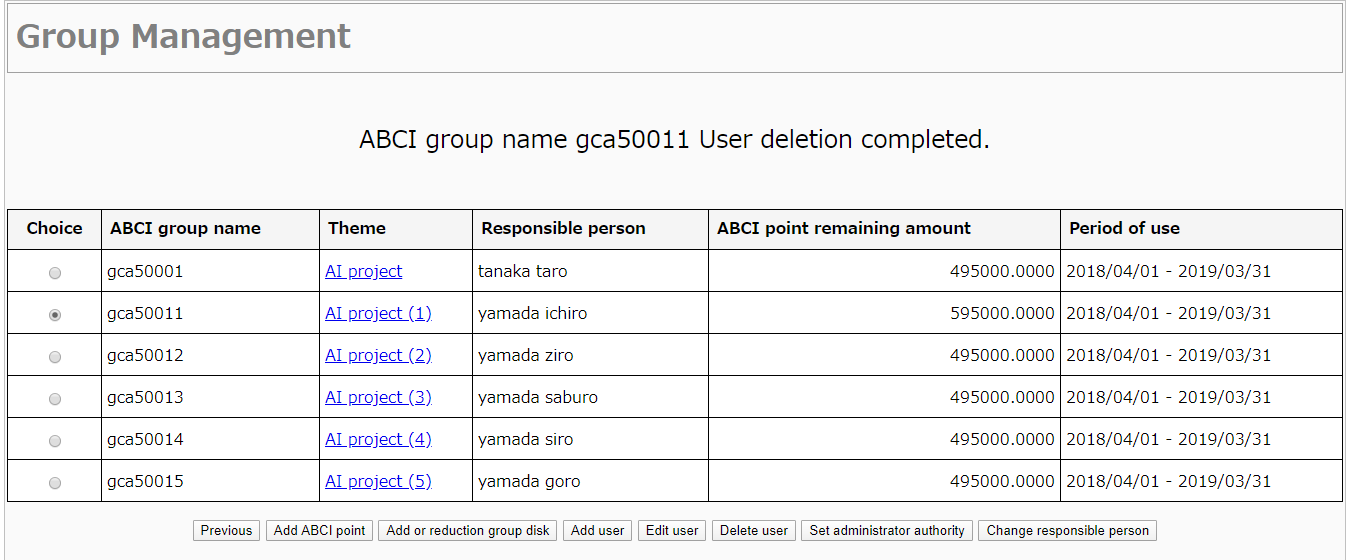 Group Management
ABCI group name gca50011 User deletion completed.
Choice ABCI group name Theme Responsible person ABCI point remaining amount Period of use
gca50001 AI project tanaka taro 495000.0000 2018/04/01 - 2019/03/31
gca50011 AI project (1) yamada ichiro 595000.0000 2018/04/01 - 2019/03/31
gca50012 AI project (2) yamada ziro 495000.0000 2018/04/01 - 2019/03/31
gca50013 AI project (3) yamada saburo 495000.0000 2018/04/01 - 2019/03/31
gca50014 AI project (4) yamada siro 495000.0000 2018/04/01 - 2019/03/31
gca50015 AI project (5) yamada goro 495000.0000 2018/04/01 - 2019/03/31
Previous Add ABCI point Add or reduction group disk Add user Edit user Delete user Set administrator authority Change responsible person